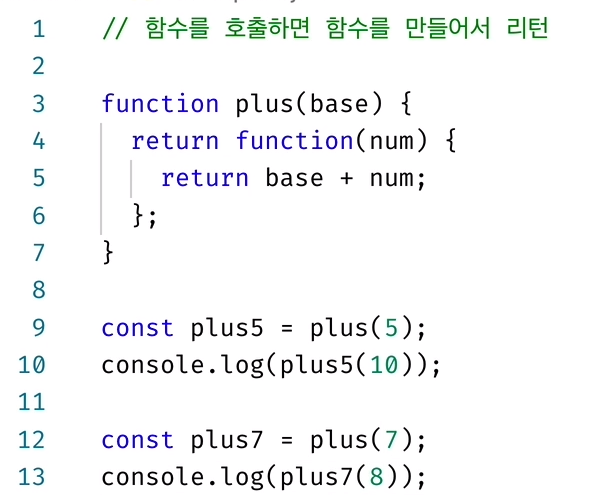 1 // 함수를 호출하면 함수를 만들어서 리턴
2
3 function plus(base) {
4   return function(num) {
5     return base + num;
6   };
7 }
8
9 const plus5 = plus(5);
10 console.log(plus5(10));
11
12 const plus7 = plus(7);
13 console.log(plus7(8));